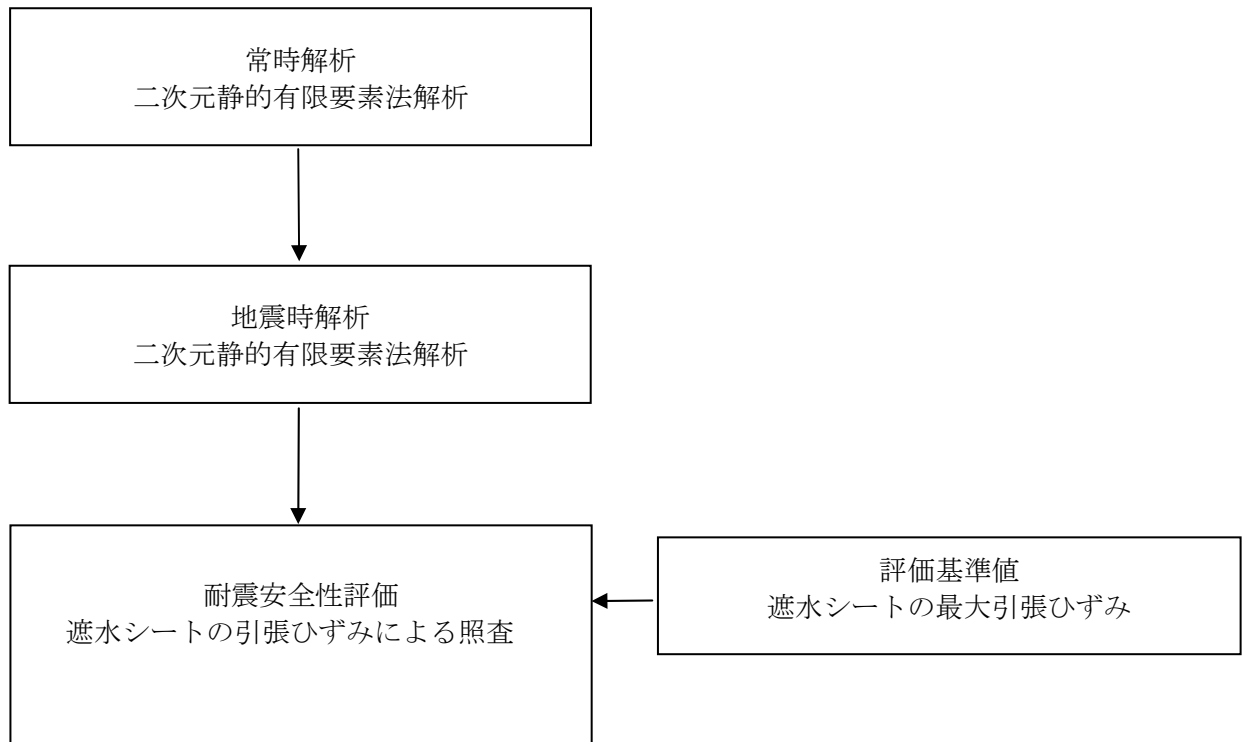 常時解析
二次元静的有限要素法解析
地震時解析
二次元静的有限要素法解析
耐震安全性評価
遮水シートの引張ひずみによる照査
評価基準値
遮水シートの最大引張ひずみ